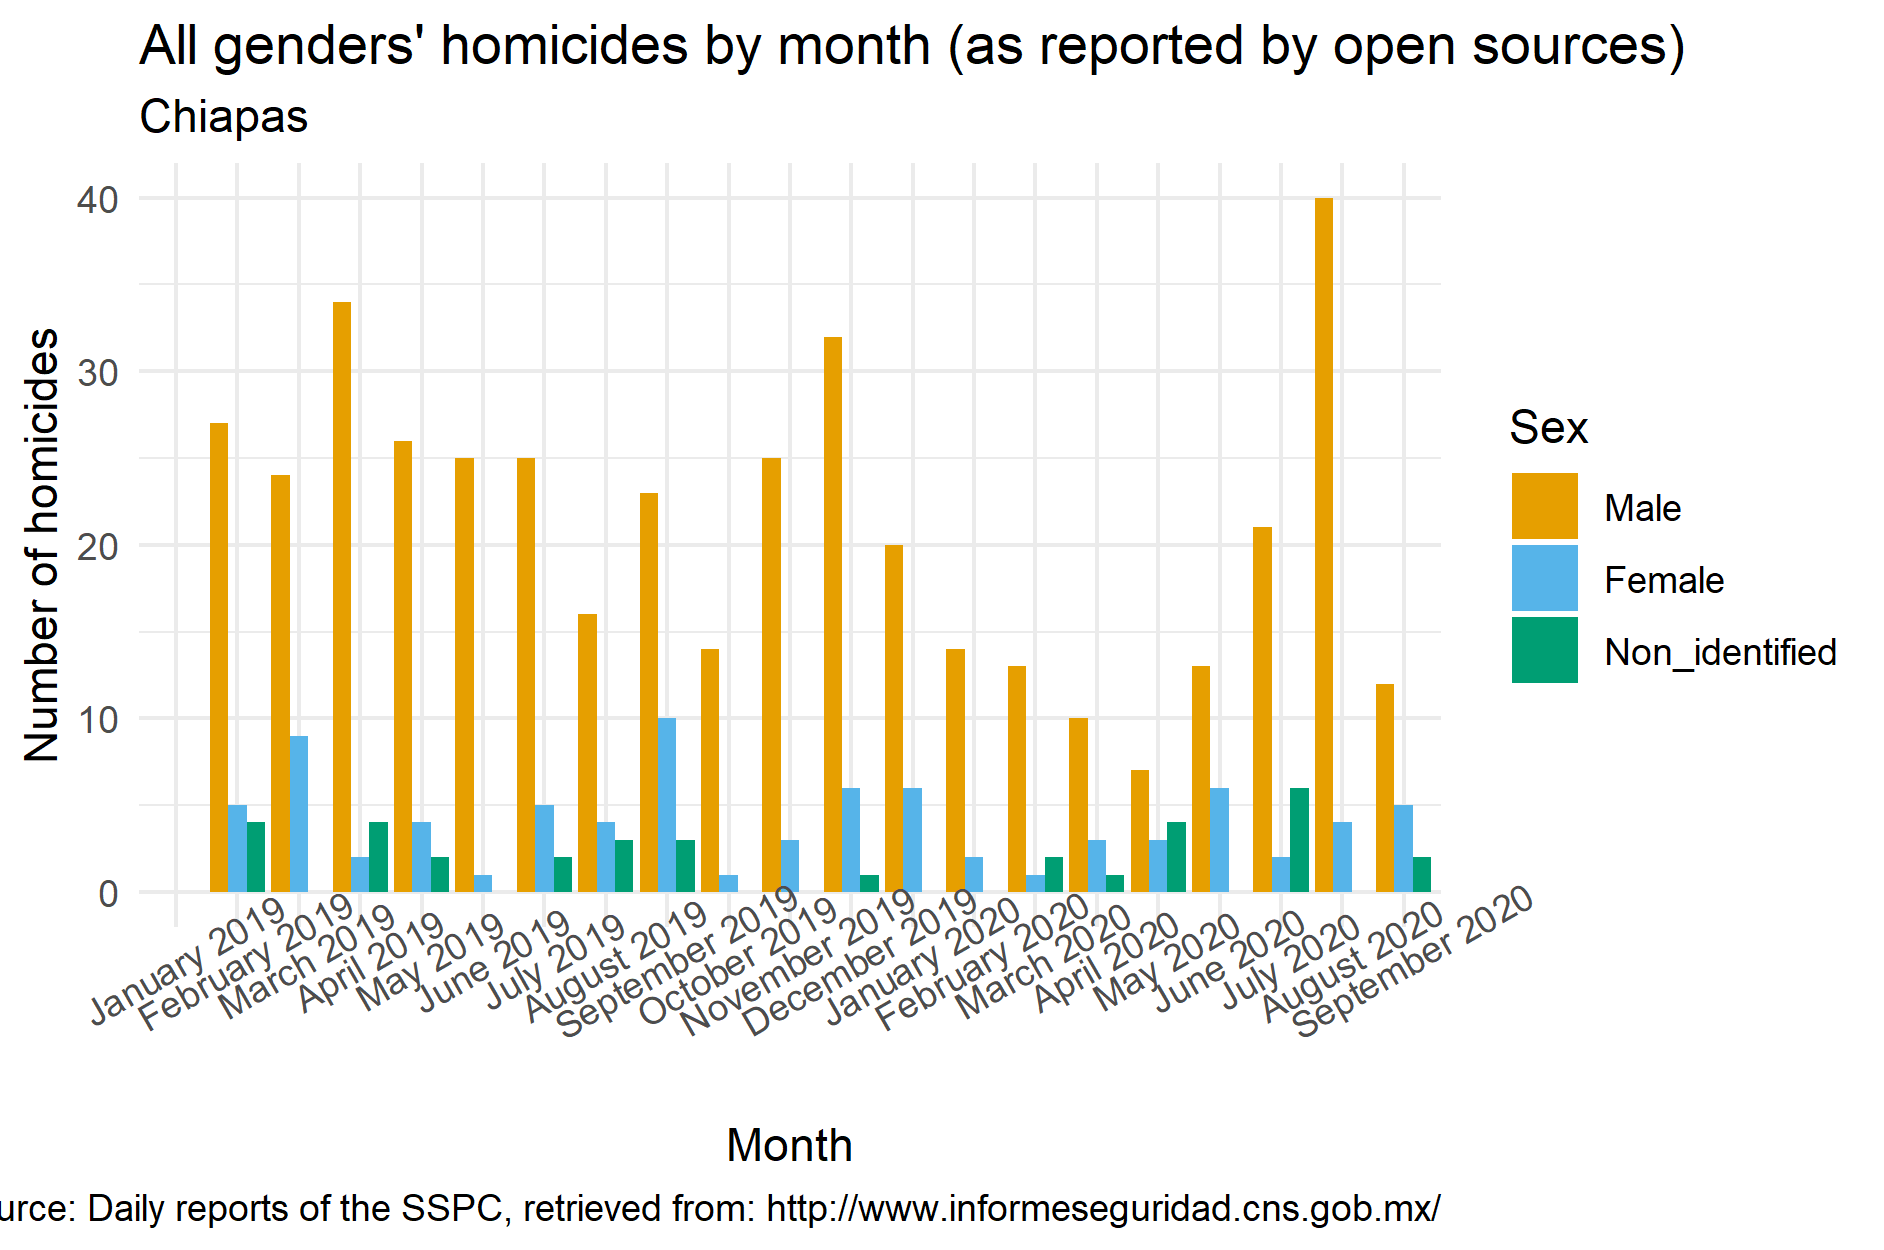 All genders' homicides by month (as reported by open sources)
Chiapas
40
30
20
10
0
Number of homicides
January 2019
February 2019
March 2019
April 2019
May 2019
June 2019
July 2019
August 2019
September 2019
October 2019
November 2019
December 2019
January 2020
February 2020
March 2020
April 2020
May 2020
June 2020
July 2020
August 2020
September 2020
Month
Sex
Male
Female
Non_identified
urce: Daily reports of the SSPC, retrieved from: http://www.informeseguridad.cns.gob.mx/